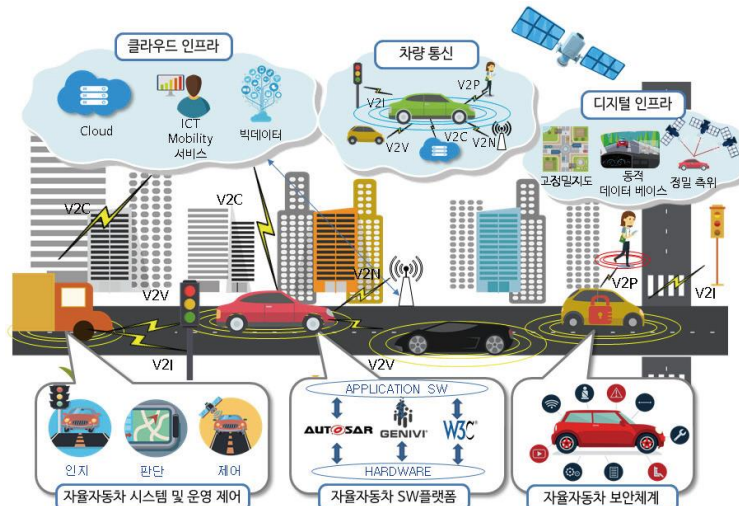 클라우드 인프라
Cloud
ICT
Mobility
서비스
빅데이터
차량 통신
V2I
V2P
V2V
V2C
V2N
디지털 인프라
고정밀지도
동적
데이터 베이스
정밀 측위
V2C
V2C
V2V
V2N
V2P
V2I
V2I
V2V
인지
판단
제어
자율자동차 시스템 및 운영 제어
APPLICATION SW
AUTOSAR
GENIVI
W3C
HARDWARE
자율자동차 SW플랫폼
자율자동차 보안체계